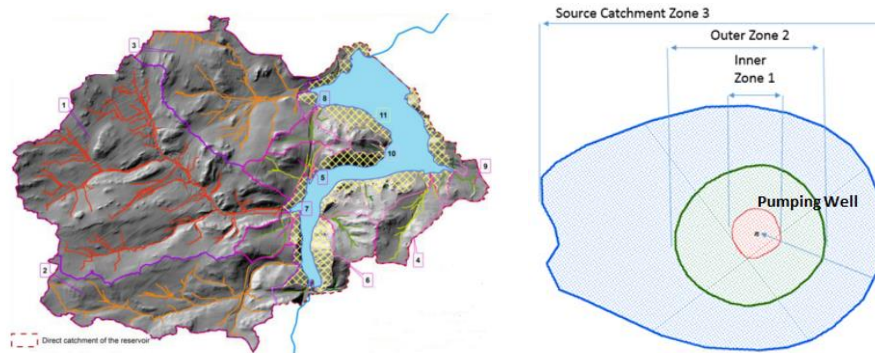 3
1
8
11
10
9
5
7
4
2
6
Direct catchment of the reservoir
Source Catchment Zone 3
Outer Zone 2
Inner
Zone 1
Pumping Well